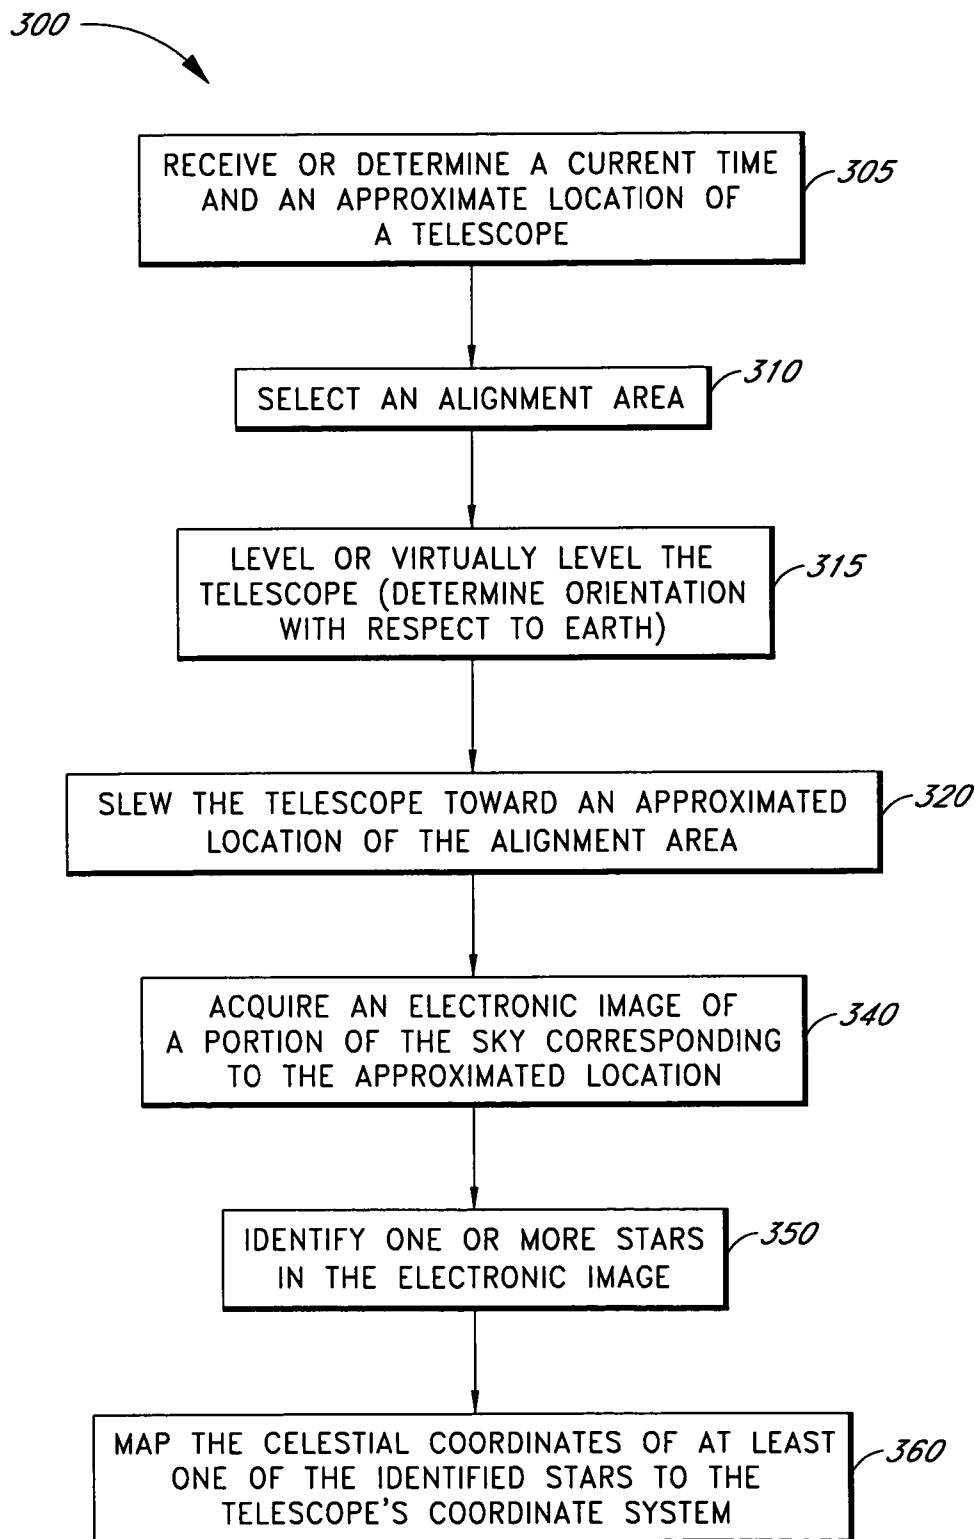 300
RECEIVE OR DETERMINE A CURRENT TIME
AND AN APPROXIMATE LOCATION OF
A TELESCOPE
305
SELECT AN ALIGNMENT AREA
310
LEVEL OR VIRTUALLY LEVEL THE
TELESCOPE (DETERMINE ORIENTATION
WITH RESPECT TO EARTH)
315
SLEW THE TELESCOPE TOWARD AN APPROXIMATED
LOCATION OF THE ALIGNMENT AREA
320
ACQUIRE AN ELECTRONIC IMAGE OF
A PORTION OF THE SKY CORRESPONDING
TO THE APPROXIMATED LOCATION
340
IDENTIFY ONE OR MORE STARS
IN THE ELECTRONIC IMAGE
350
MAP THE CELESTIAL COORDINATES OF AT LEAST
ONE OF THE IDENTIFIED STARS TO THE
TELESCOPE'S COORDINATE SYSTEM
360